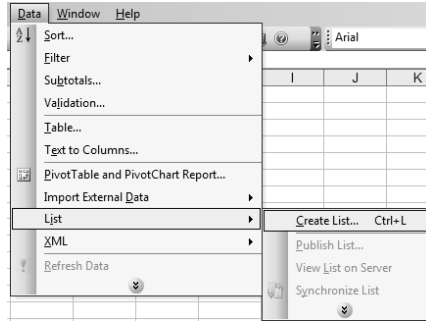 Data Window Help
Sort...
Arial
Filter
Subtotals...
I J K
Validation...
Table...
Text to Columns...
PivotTable and PivotChart Report...
Import External Data
List
Create List... Ctrl+L
XML
Publish List...
Refresh Data
View List on Server
Synchronize List